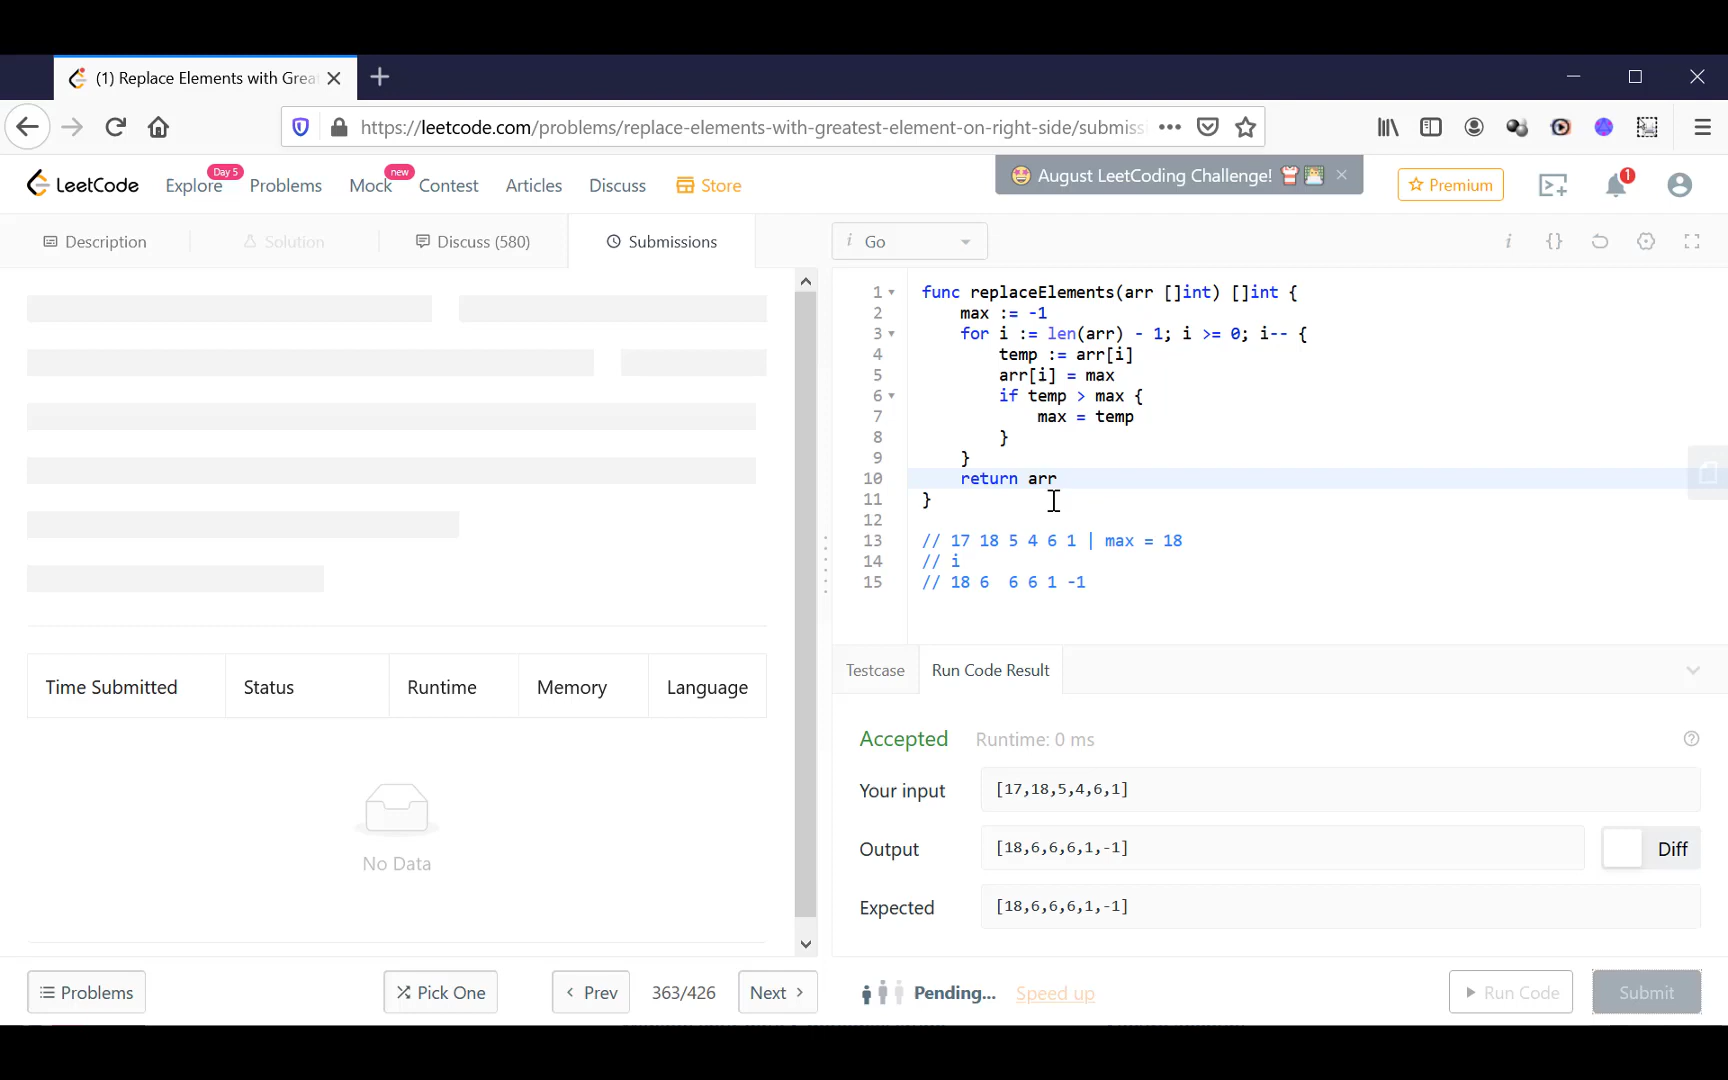 (1) Replace Elements with Grea
https://leetcode.com/problems/replace-elements-with-greatest-element-on-right-side/submiss
LeetCode
Explore
Day 5
Problems
Mock
new
Contest
Articles
Discuss
Store
August LeetCoding Challenge!
Premium
1
Description
Solution
Discuss (580)
Submissions
i Go
1 func replaceElements(arr []int) []int {
2 max := -1
3 for i := len(arr) - 1; i >= 0; i-- {
4 temp := arr[i]
5 arr[i] = max
6 if temp > max {
7 max = temp
8 }
9 }
10 return arr
11 }
12
13 // 17 18 5 4 6 1 | max = 18
14 // i
15 // 18 6  6 6 1 -1
Time Submitted Status Runtime Memory Language
No Data
Testcase
Run Code Result
Accepted Runtime: 0 ms
Your input [17,18,5,4,6,1]
Output [18,6,6,6,1,-1] Diff
Expected [18,6,6,6,1,-1]
Problems
Pick One
Prev
363/426
Next
Pending...
Speed up
Run Code
Submit